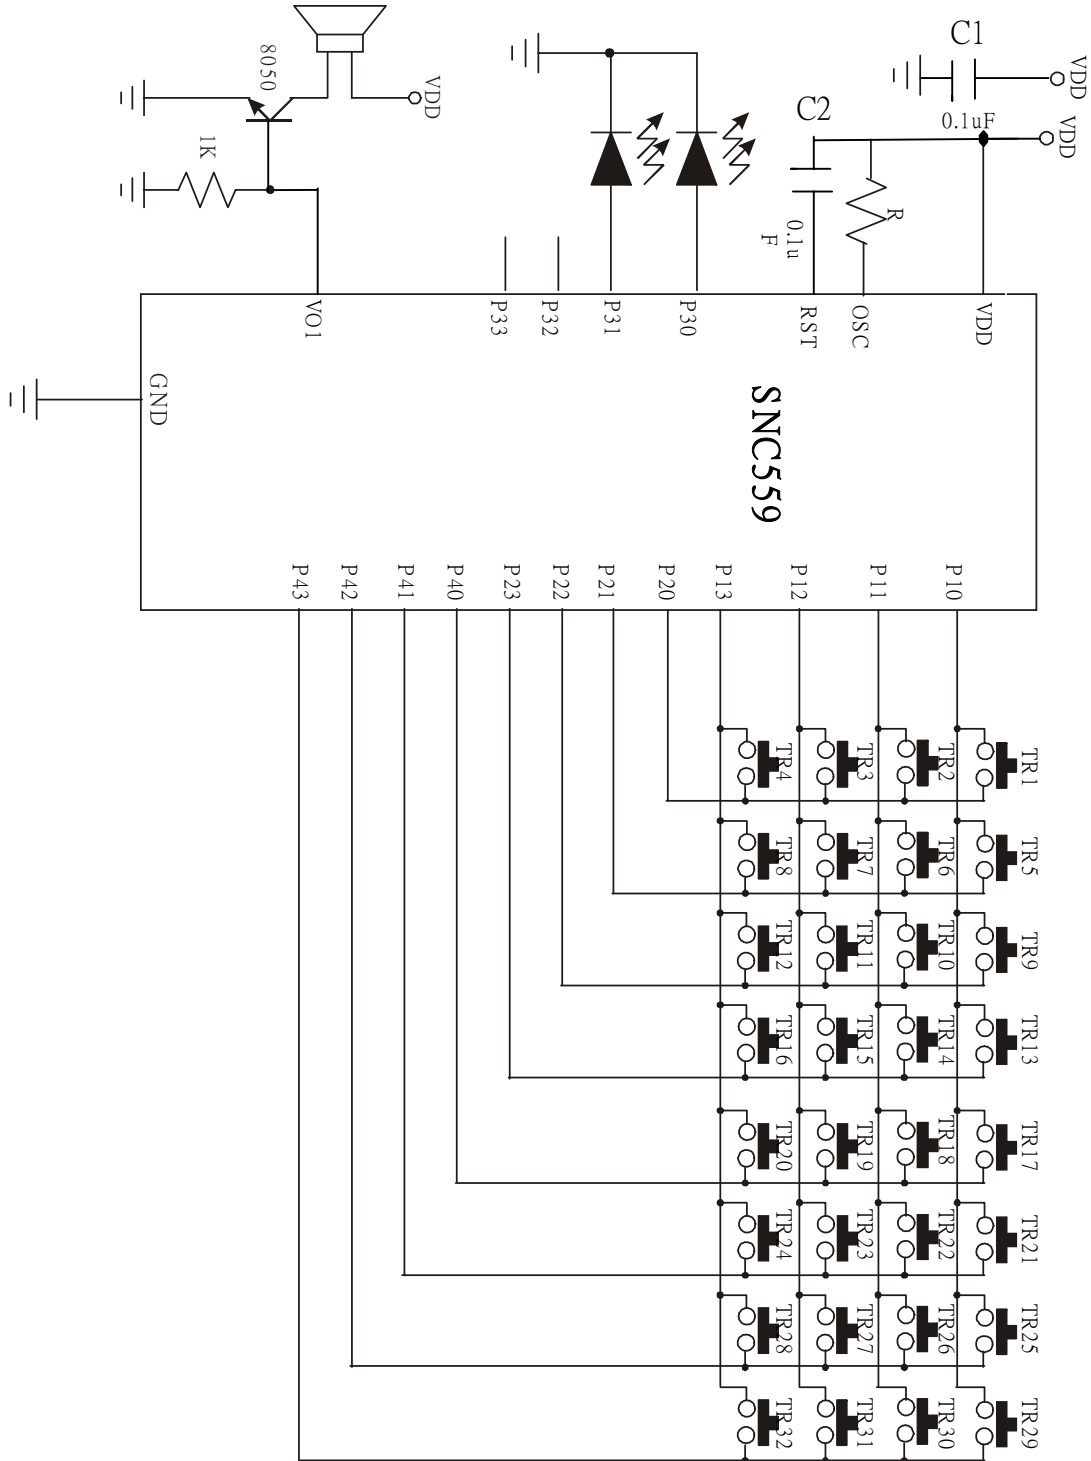 C1
VDD
0.1uF
VDD
C2
0.1u
F
R
VDD
8050
1K
VO1
P33
P32
P31
P30
RST
OSC
VDD
GND
SNC559
P43
P42
P41
P40
P23
P22
P21
P20
P13
P12
P11
P10
TR4
TR3
TR2
TR1
TR8
TR7
TR6
TR5
TR12
TR11
TR10
TR9
TR16
TR15
TR14
TR13
TR20
TR19
TR18
TR17
TR24
TR23
TR22
TR21
TR28
TR27
TR26
TR25
TR32
TR31
TR30
TR29